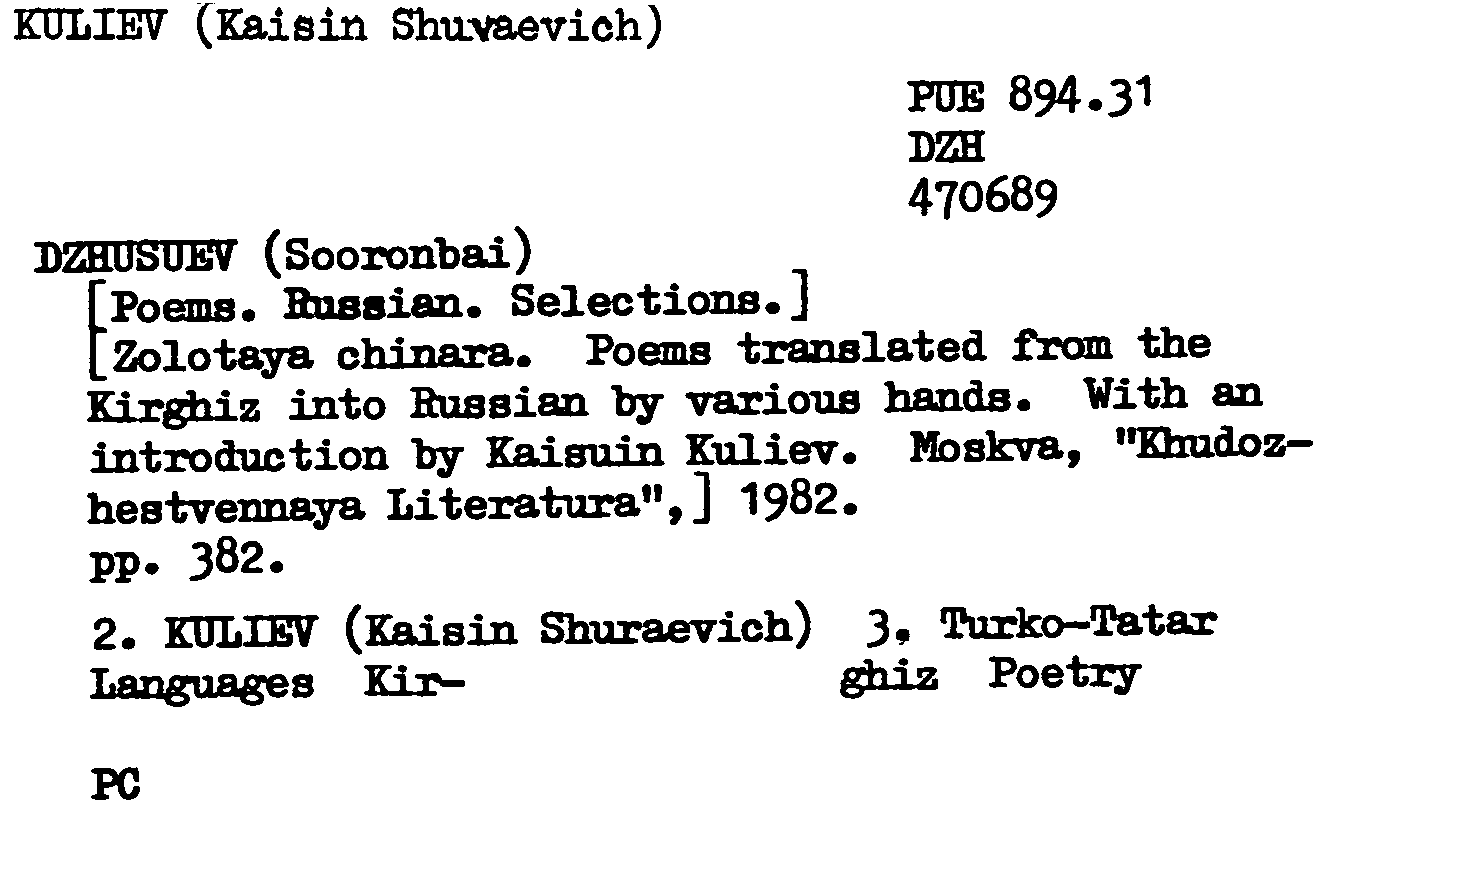 KULIEV (Kaisin Shuvaevich)
PUE 894.31
DZH
470689
DZHUSUEV (Sooronbai)
[Poems. Russian. Selections.]
[Zolotaya chinara. Poems translated from the
Kirghiz into Russian by various hands. With an
introduction by Kaisuin Kuliev. Moskva, "Khudoz-
hestvennaya Literatura",] 1982.
pp. 382.
2. KULIEV (Kaisin Shuraevich) 3. Turko-Tatar
Languages Kir- ghiz Poetry
PC